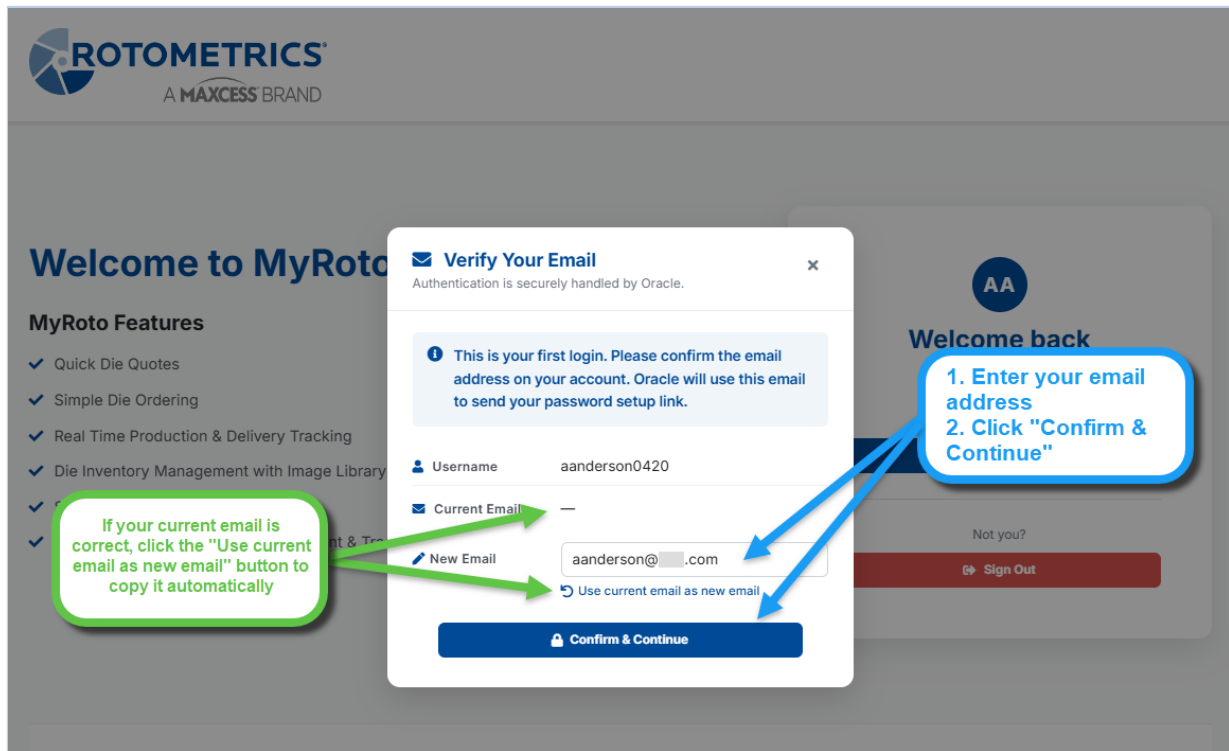 ROTOMETRICS
A MAXCESS BRAND
Welcome to MyRoto
MyRoto Features
Quick Die Quotes
Simple Die Ordering
Real Time Production & Delivery Tracking
Die Inventory Management with Image Library
nt & Tra
If your current email is
correct, click the "Use current
email as new email" button to
copy it automatically
Verify Your Email
Authentication is securely handled by Oracle.
This is your first login. Please confirm the email
address on your account. Oracle will use this email
to send your password setup link.
Username aanderson0420
Current Email —
New Email aanderson@ .com
Use current email as new email
Confirm & Continue
AA
Welcome back
1. Enter your email
address
2. Click "Confirm &
Continue"
Not you?
Sign Out